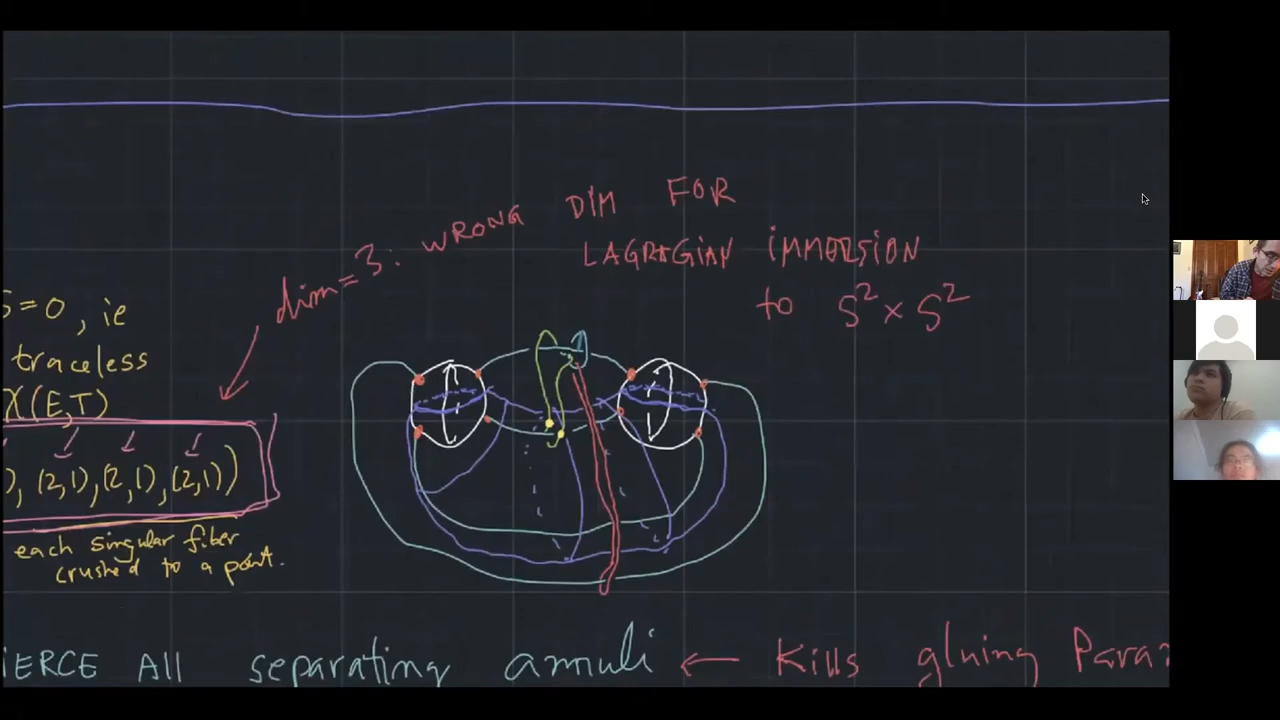 dim=3. WRONG DIM FOR
LAGRAGIAN IMMERSION
to S² × S²
S=0, ie
traceless
X(E,T)
), (2,1), (2,1), (2,1))
each singular fiber
crushed to a point.
IERCE All separating annuli ← Kills gluing Para